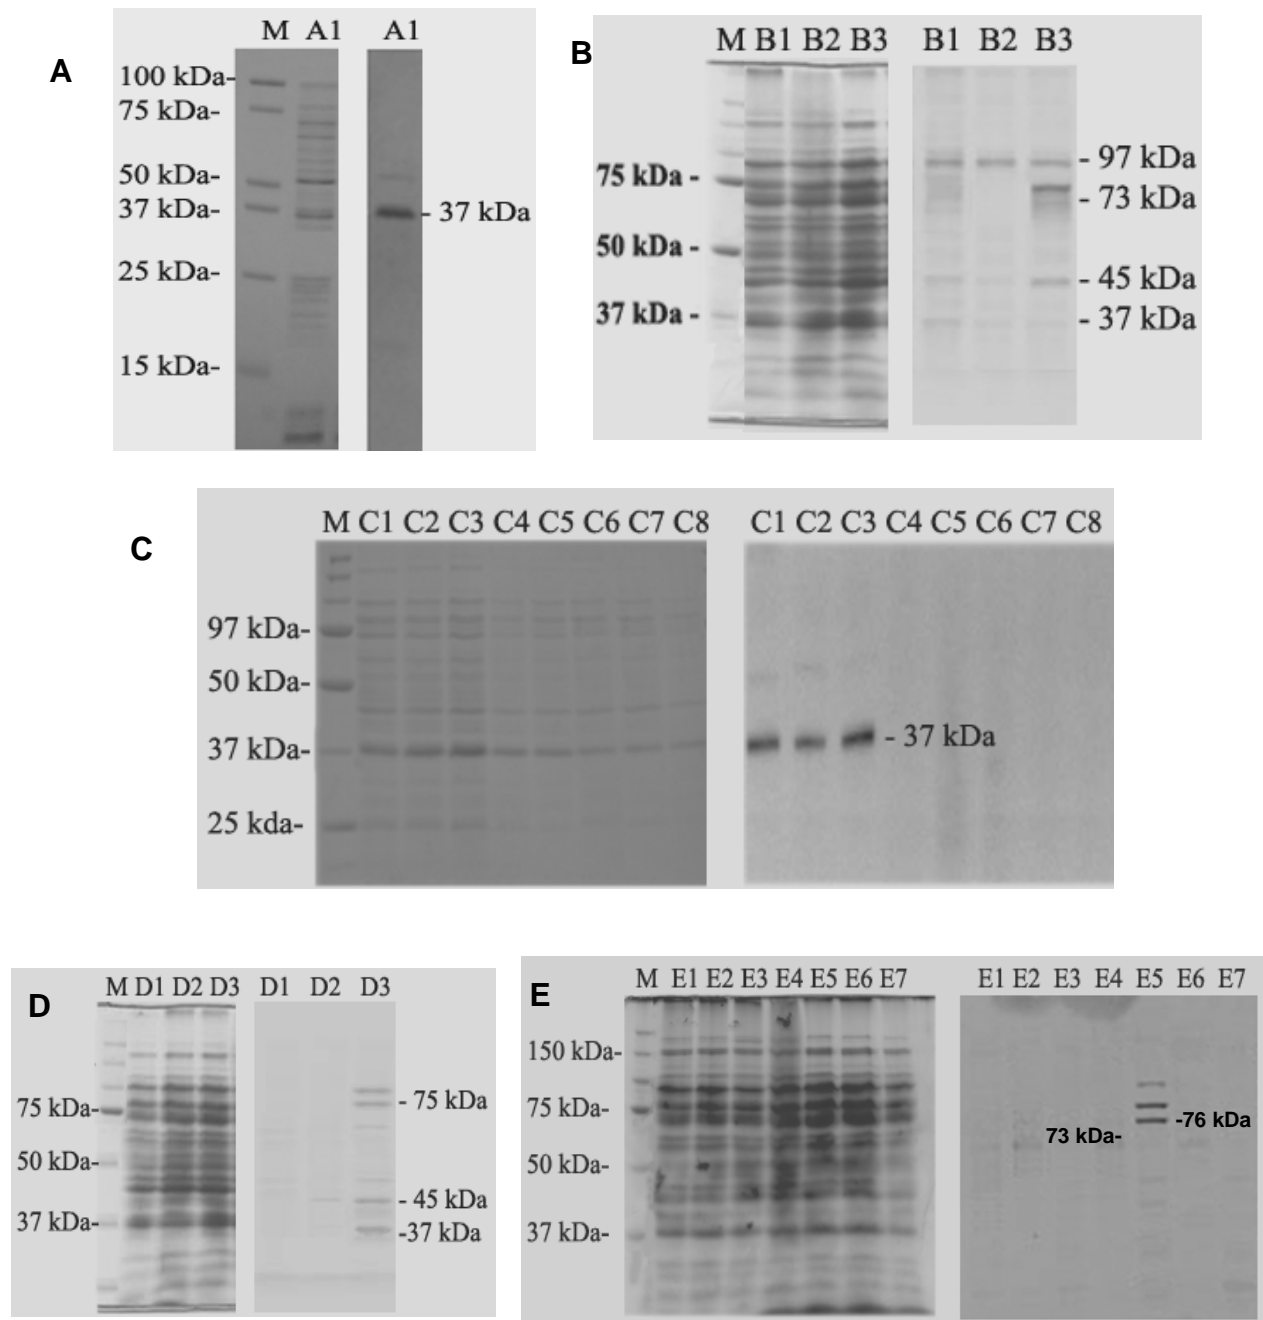 A
M A1 A1
100 kDa-
75 kDa-
50 kDa-
37 kDa-
- 37 kDa
25 kDa-
15 kDa-
B
M B1 B2 B3 B1 B2 B3
- 97 kDa
75 kDa -
- 73 kDa
50 kDa -
- 45 kDa
37 kDa -
- 37 kDa
C
M C1 C2 C3 C4 C5 C6 C7 C8 C1 C2 C3 C4 C5 C6 C7 C8
97 kDa-
50 kDa-
37 kDa-
- 37 kDa
25 kda-
D
M D1 D2 D3 D1 D2 D3
75 kDa-
- 75 kDa
50 kDa-
- 45 kDa
37 kDa-
-37 kDa
E
M E1 E2 E3 E4 E5 E6 E7 E1 E2 E3 E4 E5 E6 E7
150 kDa-
75 kDa-
-76 kDa
73 kDa-
50 kDa-
37 kDa-